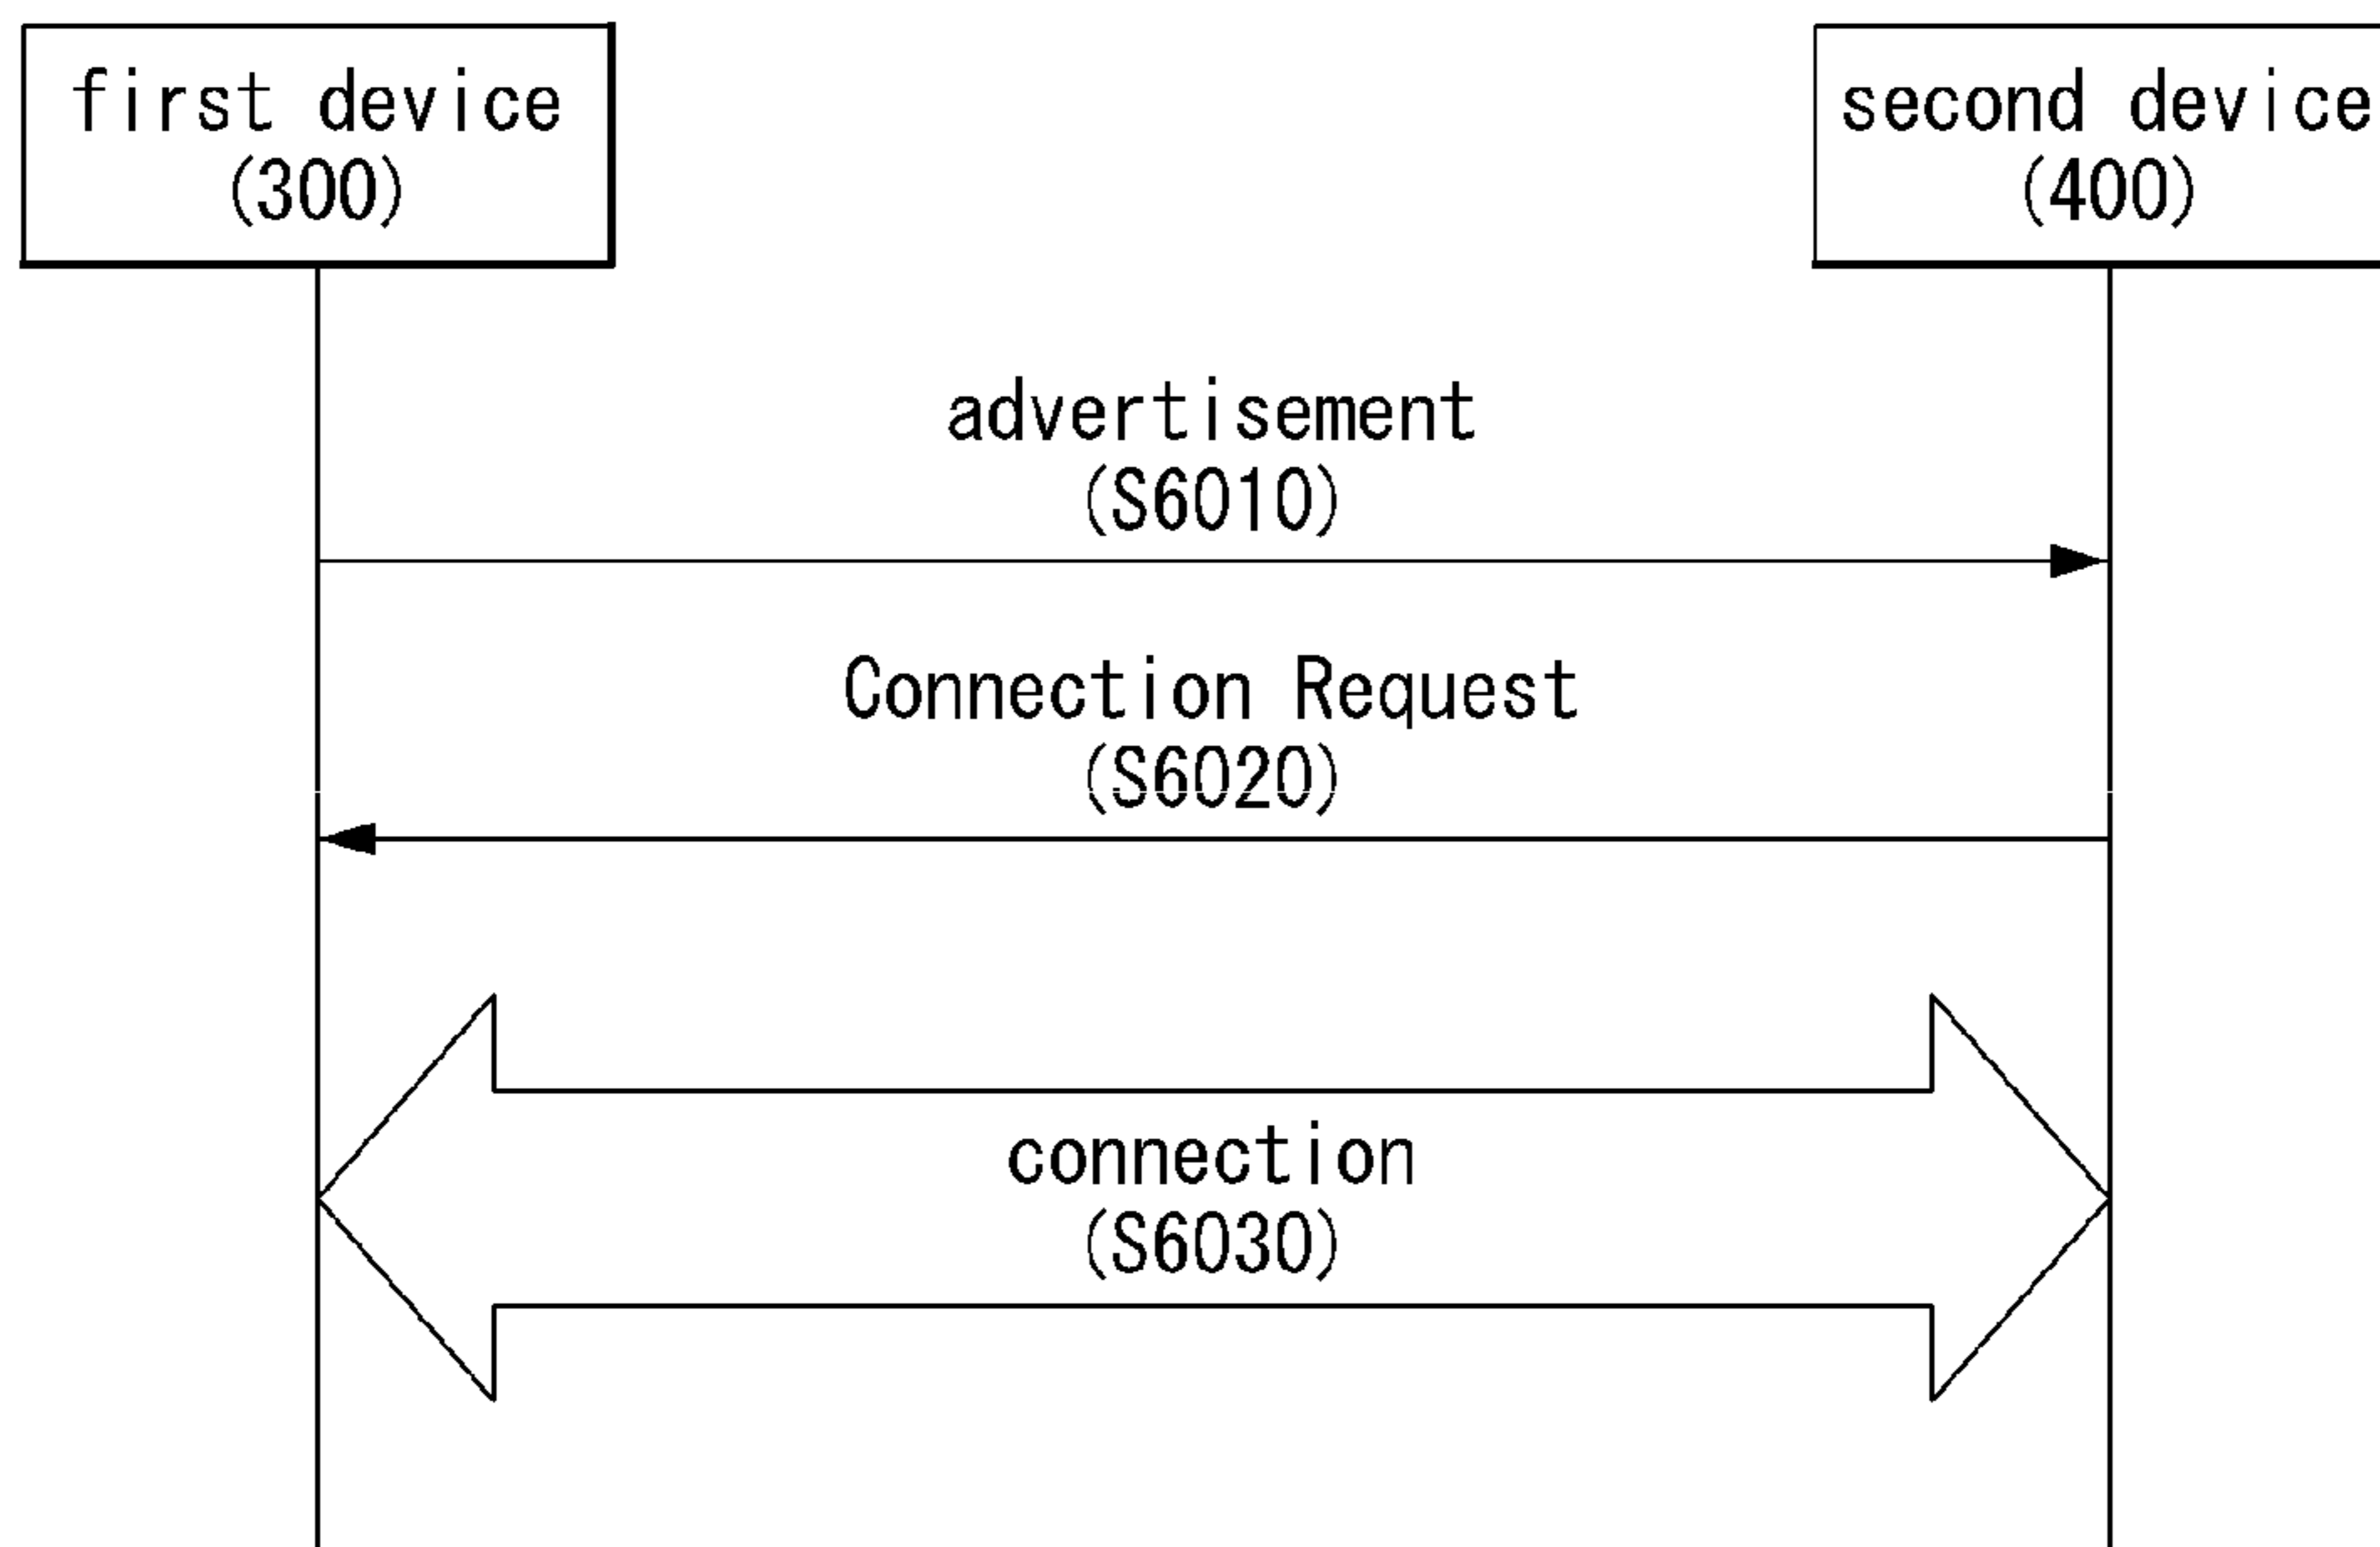 first device
(300)
second device
(400)
advertisement
(S6010)
Connection Request
(S6020)
connection
(S6030)